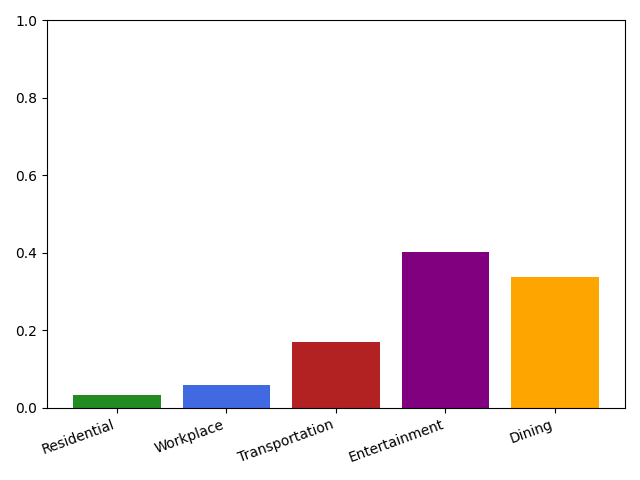 1.0
0.8
0.6
0.4
0.2
0.0
Residential
Workplace
Transportation
Entertainment
Dining